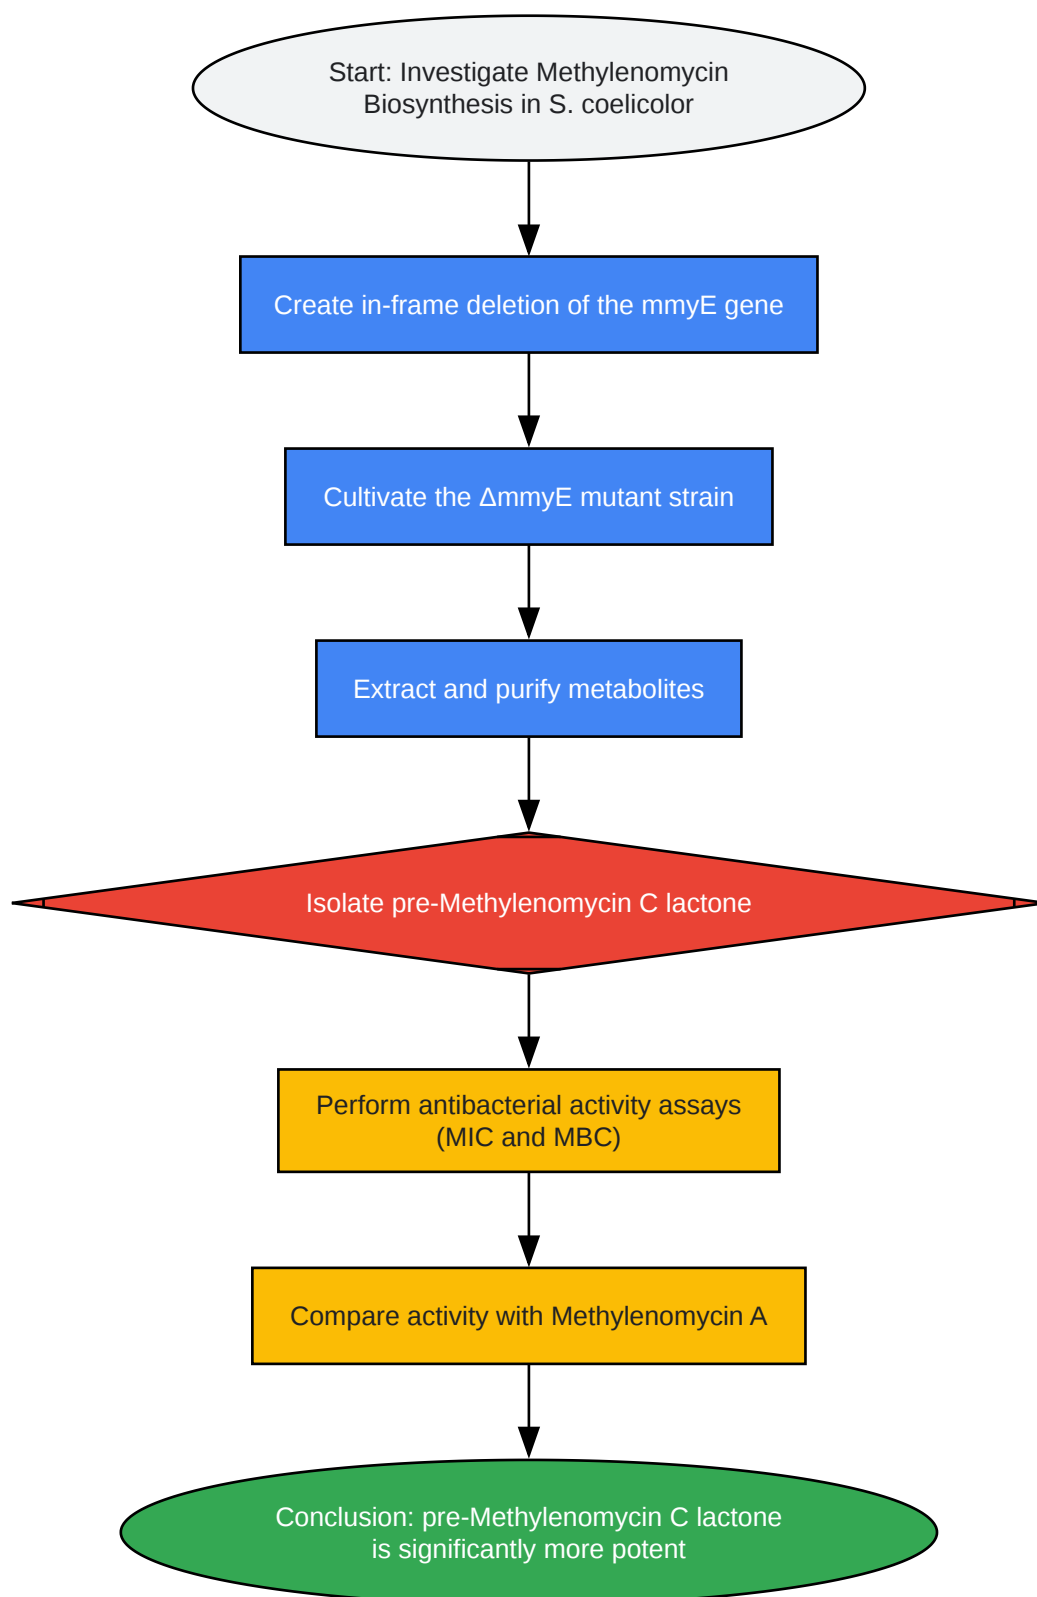 Start: Investigate Methylenomycin
Biosynthesis in S. coelicolor
Create in-frame deletion of the mmyE gene
Cultivate the ΔmmyE mutant strain
Extract and purify metabolites
Isolate pre-Methylenomycin C lactone
Perform antibacterial activity assays
(MIC and MBC)
Compare activity with Methylenomycin A
Conclusion: pre-Methylenomycin C lactone
is significantly more potent